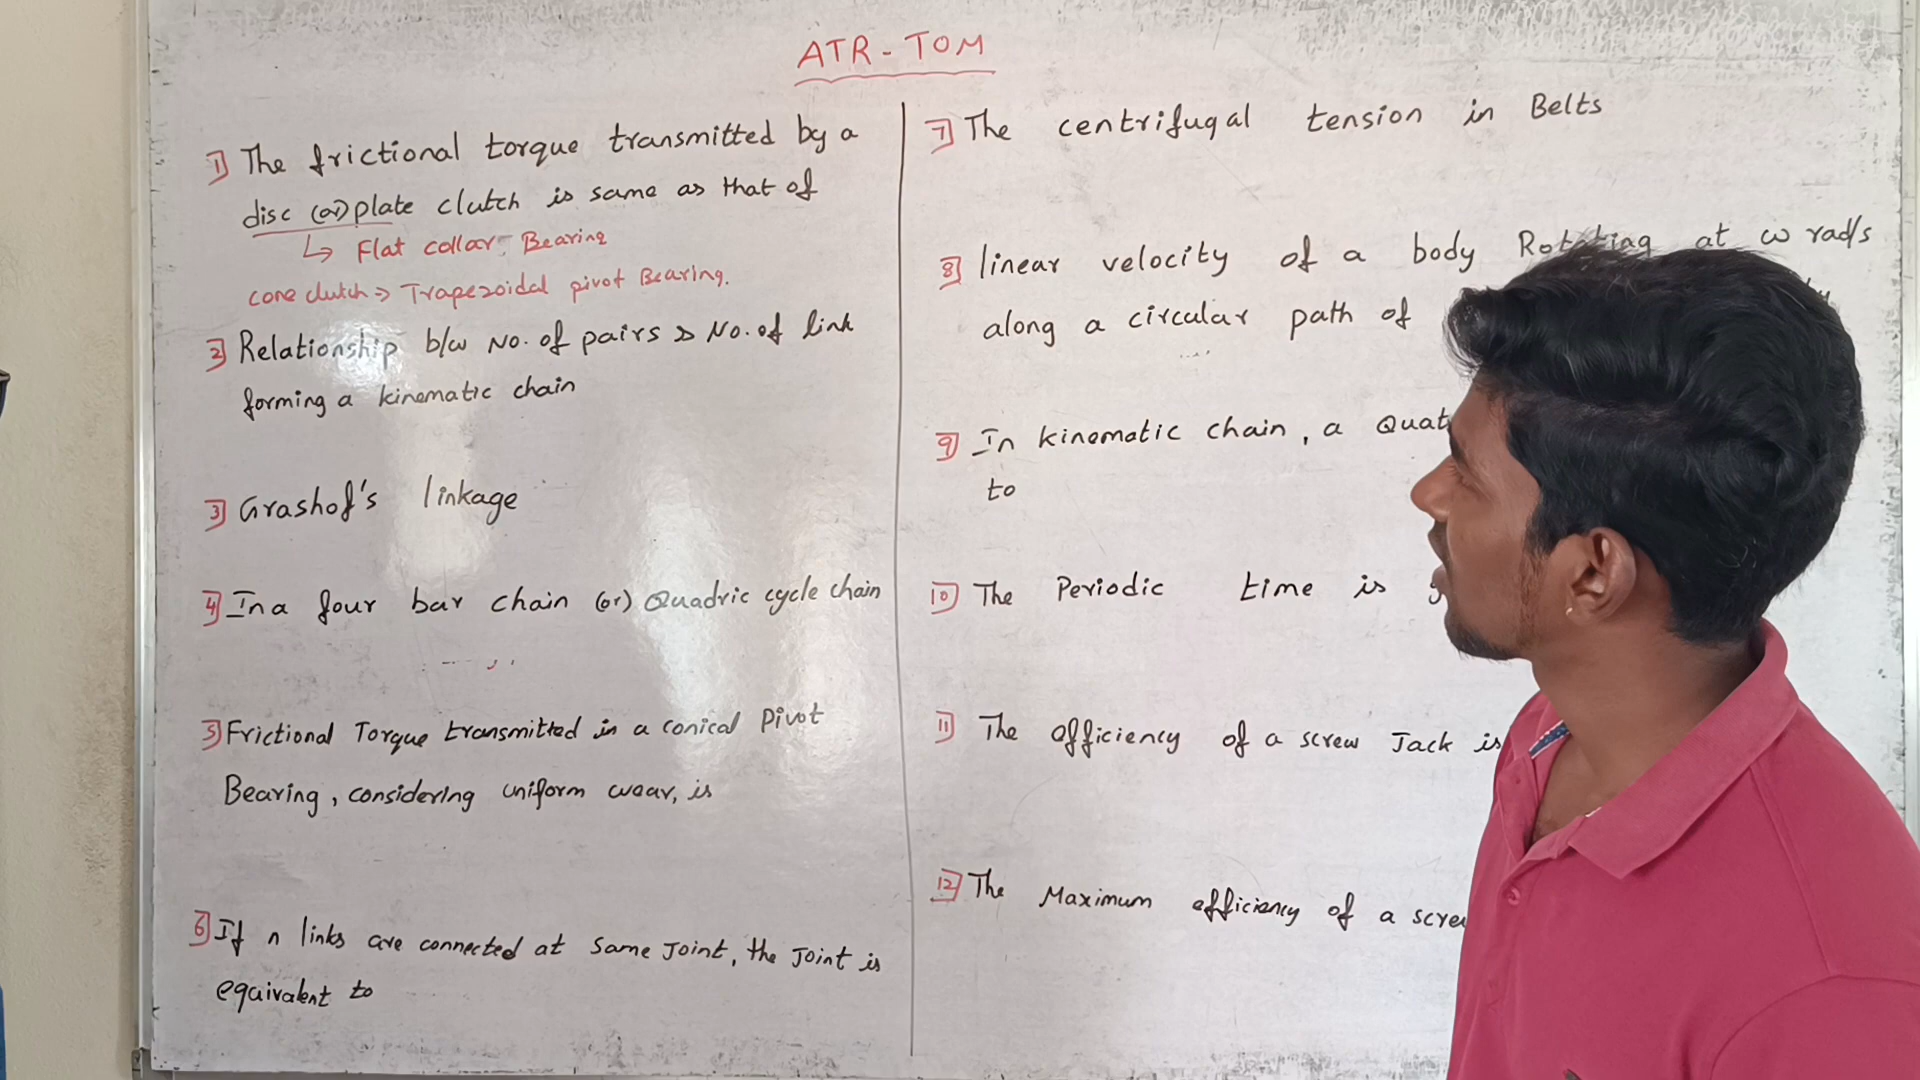 ATR - TOM
1] The frictional torque transmitted by a
disc (or) plate clutch is same as that of
↳ Flat collar Bearing
cone clutch => Trapezoidal pivot Bearing.
2] Relationship b/w No. of pairs & No. of link
forming a kinematic chain
3] Grashof's linkage
4] In a four bar chain (or) Quadric cycle chain
5] Frictional Torque transmitted in a conical Pivot
Bearing, considering uniform wear, is
6] If n links are connected at same Joint, the Joint is
equivalent to
7] The centrifugal tension in Belts
8] linear velocity of a body Rotating at ω rad/s
along a circular path of
9] In kinematic chain, a Quat
to
10] The Periodic time is
11] The efficiency of a screw Jack is
12] The Maximum efficiency of a screw